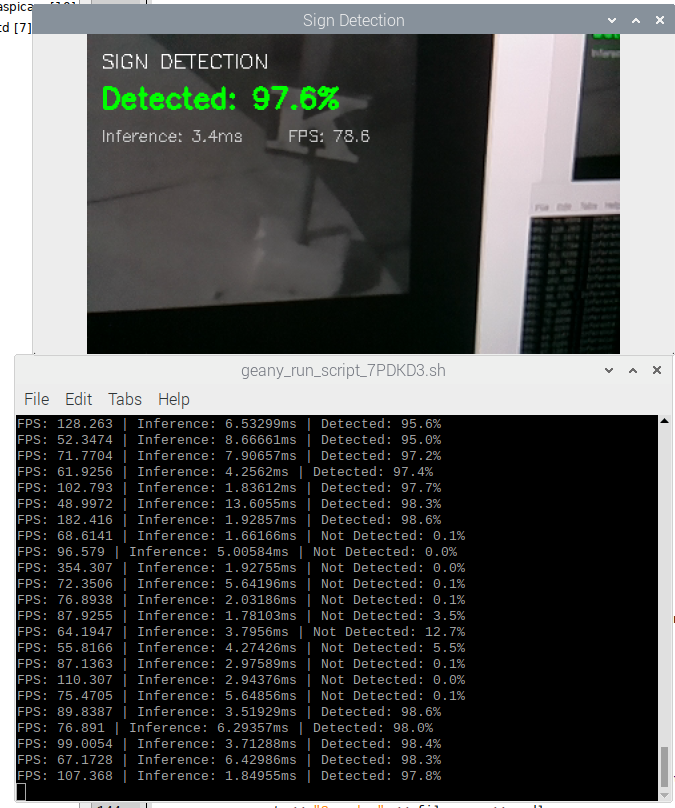 aspica
td [7]
Sign Detection
SIGN DETECTION
Detected: 97.6%
Inference: 3.4ms FPS: 78.6
K
File Edit Tabs Help
geany_run_script_7PDKD3.sh
File Edit Tabs Help
FPS: 128.263 | Inference: 6.53299ms | Detected: 95.6%
FPS: 52.3474 | Inference: 8.66661ms | Detected: 95.0%
FPS: 71.7704 | Inference: 7.90657ms | Detected: 97.2%
FPS: 61.9256 | Inference: 4.2562ms | Detected: 97.4%
FPS: 102.793 | Inference: 1.83612ms | Detected: 97.7%
FPS: 48.9972 | Inference: 13.6055ms | Detected: 98.3%
FPS: 182.416 | Inference: 1.92857ms | Detected: 98.6%
FPS: 68.6141 | Inference: 1.66166ms | Not Detected: 0.1%
FPS: 96.579 | Inference: 5.00584ms | Not Detected: 0.0%
FPS: 354.307 | Inference: 1.92755ms | Not Detected: 0.0%
FPS: 72.3506 | Inference: 5.64196ms | Not Detected: 0.1%
FPS: 76.8938 | Inference: 2.03186ms | Not Detected: 0.1%
FPS: 87.9255 | Inference: 1.78103ms | Not Detected: 3.5%
FPS: 64.1947 | Inference: 3.7956ms | Not Detected: 12.7%
FPS: 55.8166 | Inference: 4.27426ms | Not Detected: 5.5%
FPS: 87.1363 | Inference: 2.97589ms | Not Detected: 0.1%
FPS: 110.307 | Inference: 2.94376ms | Not Detected: 0.0%
FPS: 75.4705 | Inference: 5.64856ms | Not Detected: 0.1%
FPS: 89.8387 | Inference: 3.51929ms | Detected: 98.6%
FPS: 76.891 | Inference: 6.29357ms | Detected: 98.0%
FPS: 99.0054 | Inference: 3.71288ms | Detected: 98.4%
FPS: 67.1728 | Inference: 6.42986ms | Detected: 98.3%
FPS: 107.368 | Inference: 1.84955ms | Detected: 97.8%